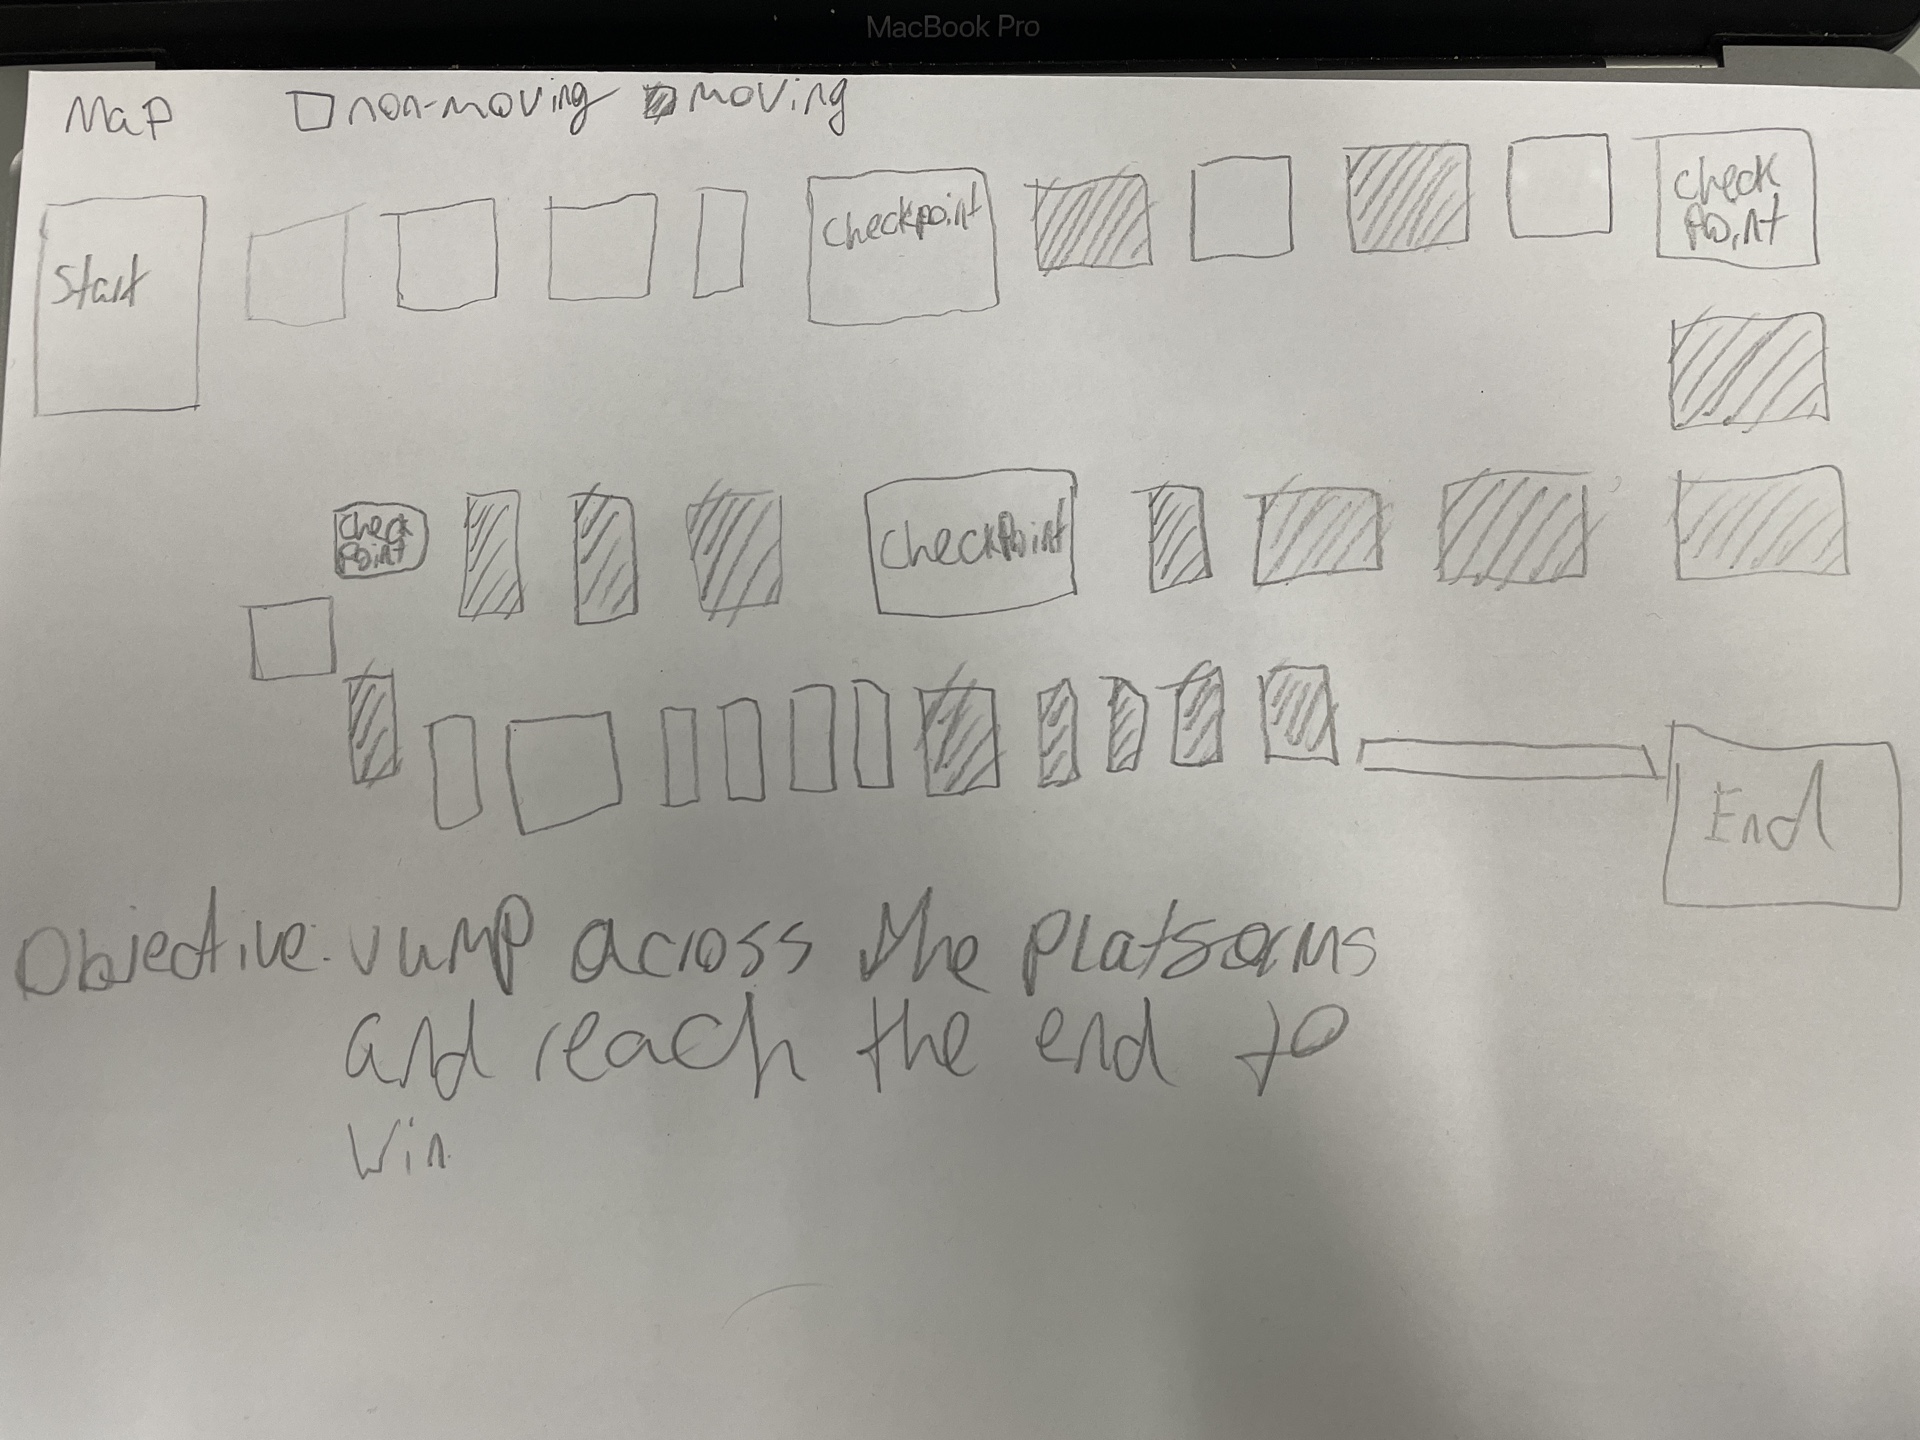 MacBook Pro
Map non-moving moving
Start
Checkpoint
Check
Point
Check
Point
CheckPoint
End
Objective: Jump across the Platforms
and reach the end to
Win